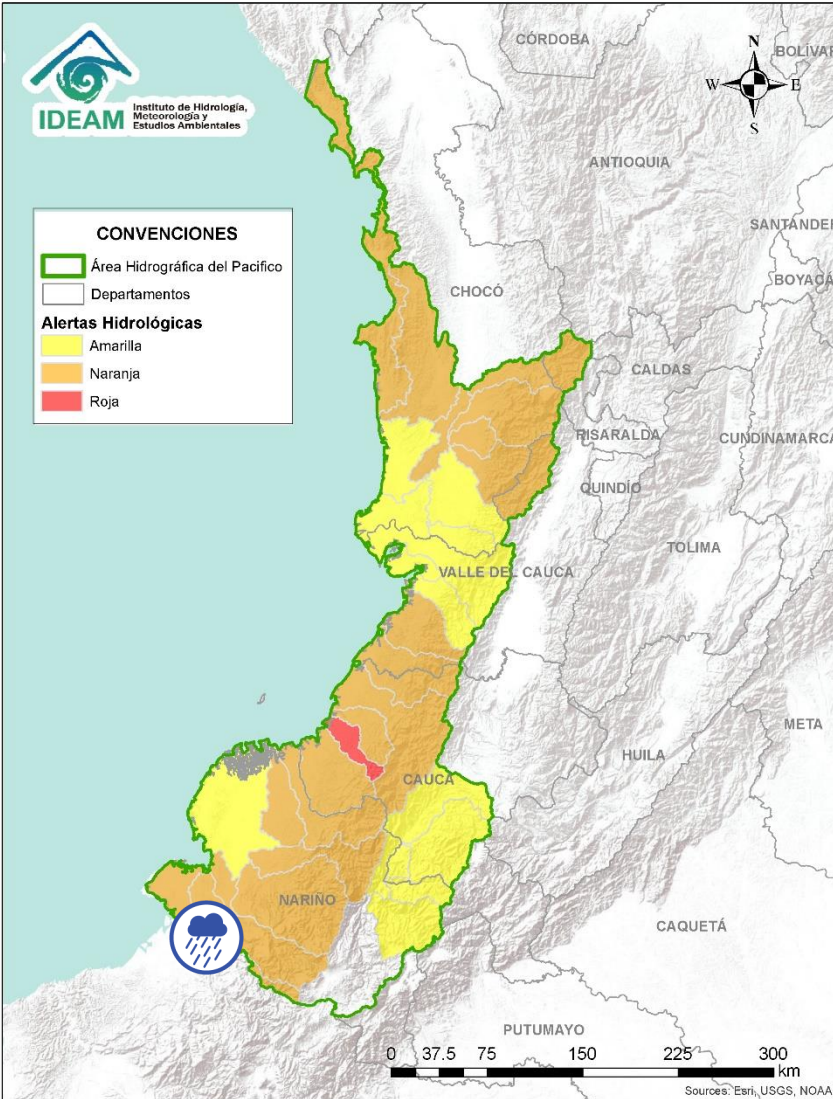 IDEAM
Instituto de Hidrología,
Meteorología y
Estudios Ambientales
N
W
E
S
CÓRDOBA
BOLÍVAR
ANTIOQUIA
SANTANDER
BOYACÁ
CHOCÓ
CALDAS
RISARALDA
CUNDINAMARCA
QUINDÍO
TOLIMA
VALLE DEL CAUCA
META
HUILA
CAUCA
NARIÑO
CAQUETÁ
PUTUMAYO
CONVENCIONES
Área Hidrográfica del Pacifico
Departamentos
Alertas Hidrológicas
Amarilla
Naranja
Roja
0 37.5 75 150 225 300
km
Sources: Esri, USGS, NOAA